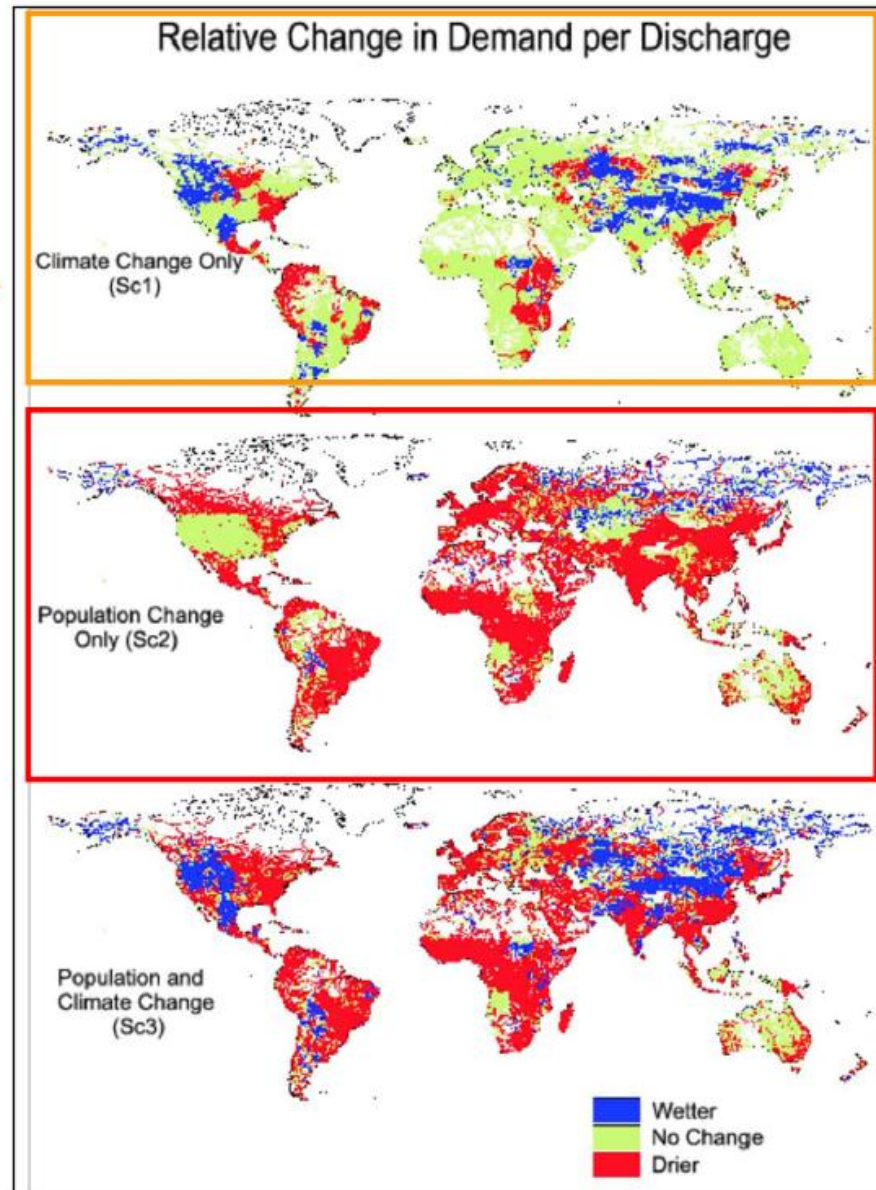 Relative Change in Demand per Discharge
Climate Change Only
(Sc1)
Population Change
Only (Sc2)
Population and
Climate Change
(Sc3)
Wetter
No Change
Drier